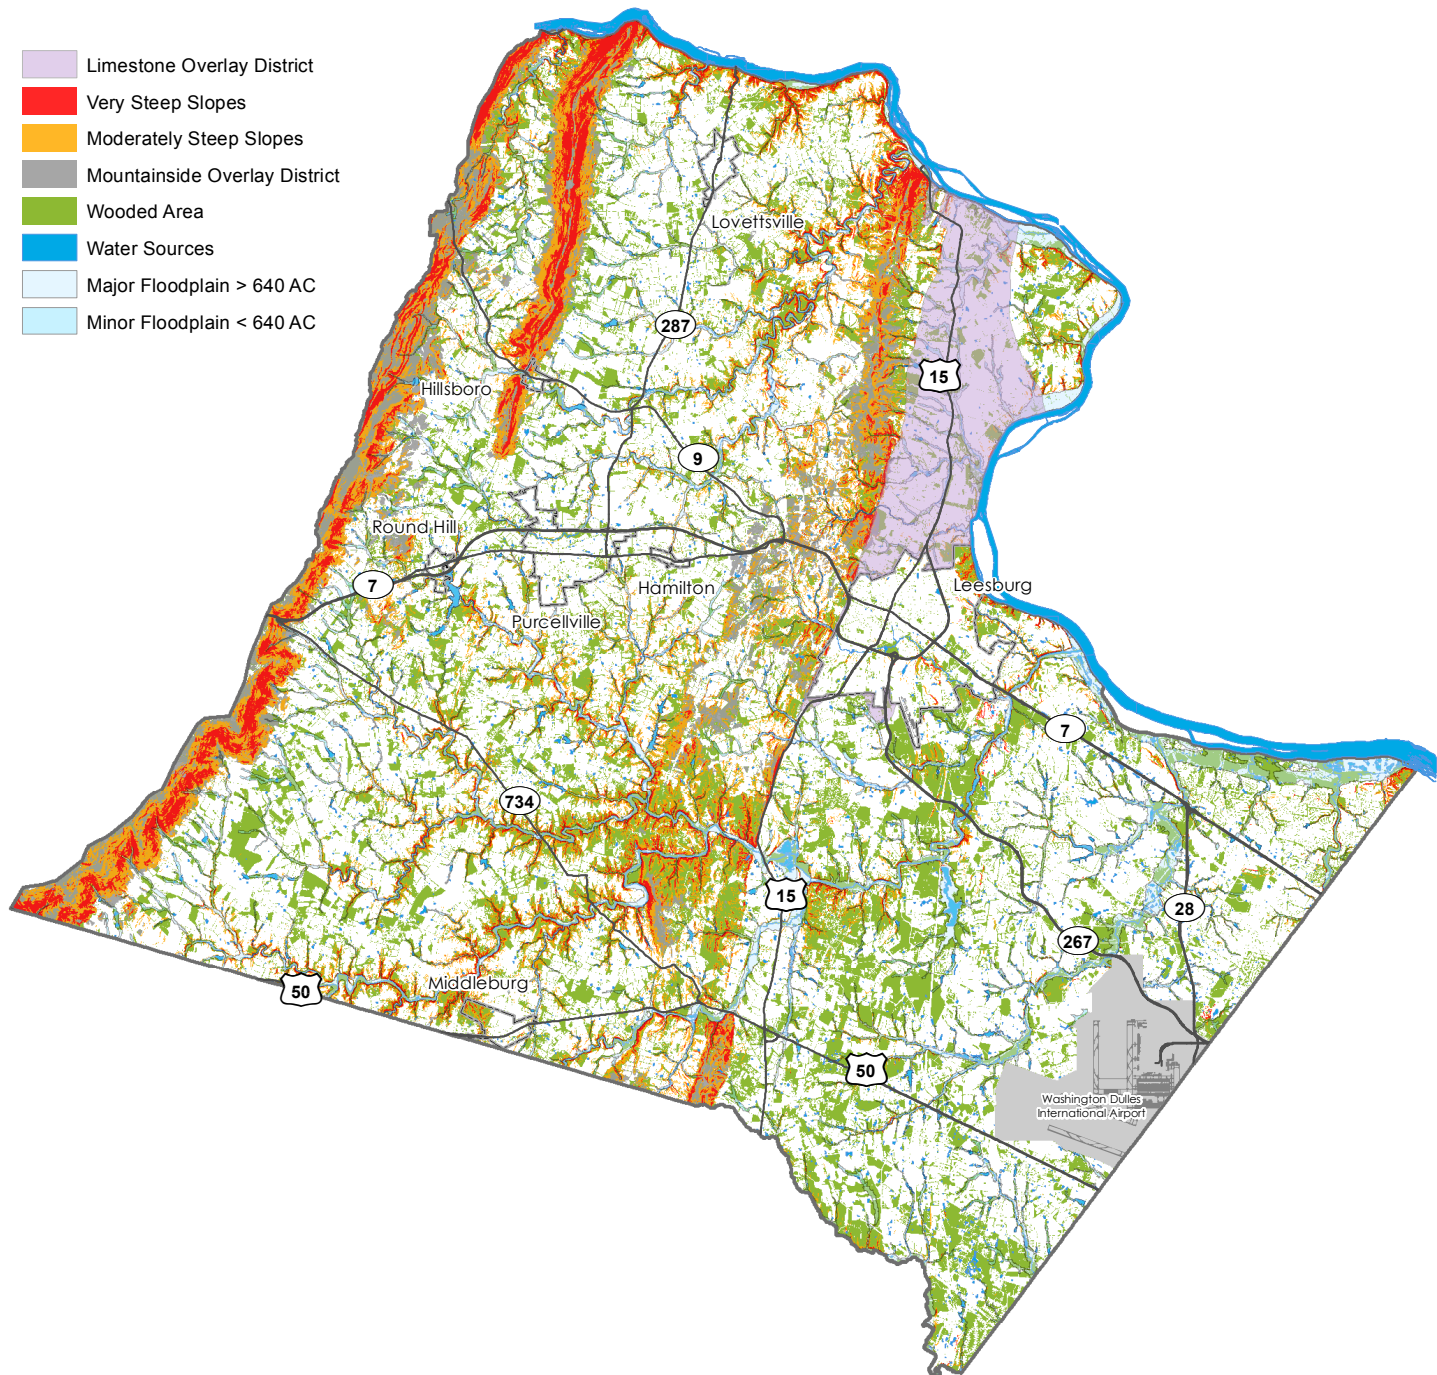 Limestone Overlay District
Very Steep Slopes
Moderately Steep Slopes
Mountainside Overlay District
Wooded Area
Water Sources
Major Floodplain > 640 AC
Minor Floodplain < 640 AC
Lovettsville
287
15
Hillsboro
9
Round Hill
7
Hamilton
Leesburg
Purcellville
7
734
15
28
267
Middleburg
50
50
Washington Dulles
International Airport